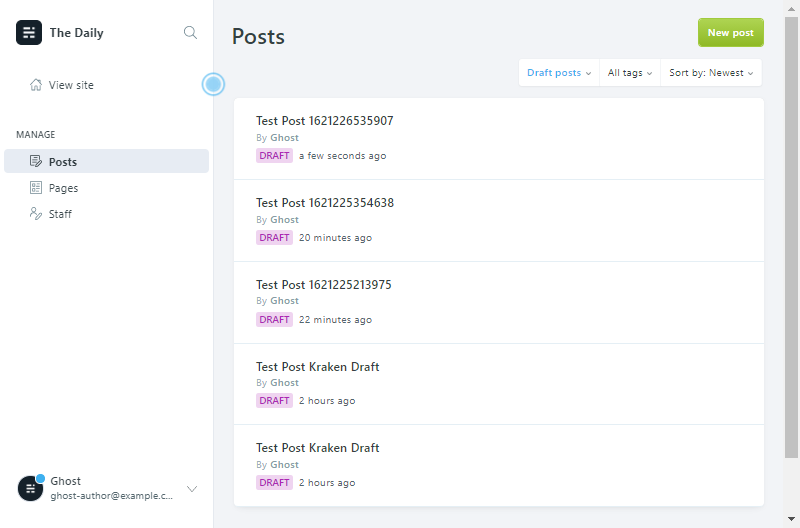 The Daily
View site
MANAGE
Posts
Pages
Staff
Ghost
ghost-author@example.c...
Posts
New post
Draft posts
All tags
Sort by: Newest
Test Post 1621226535907
By Ghost
DRAFT a few seconds ago
Test Post 1621225354638
By Ghost
DRAFT 20 minutes ago
Test Post 1621225213975
By Ghost
DRAFT 22 minutes ago
Test Post Kraken Draft
By Ghost
DRAFT 2 hours ago
Test Post Kraken Draft
By Ghost
DRAFT 2 hours ago